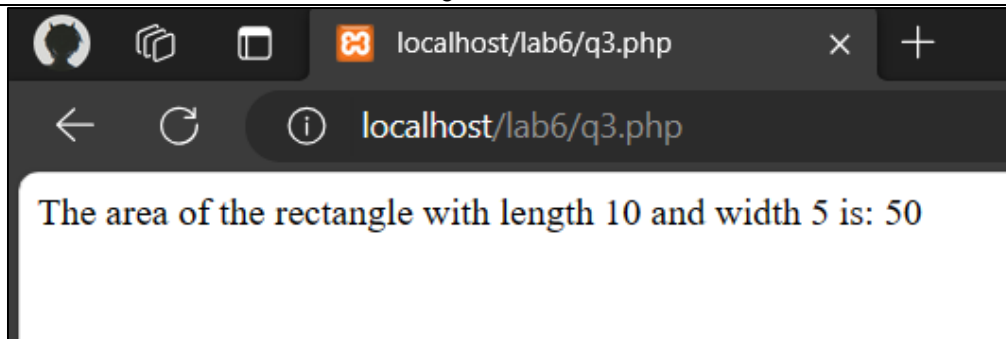 localhost/lab6/q3.php
localhost/lab6/q3.php
The area of the rectangle with length 10 and width 5 is: 50